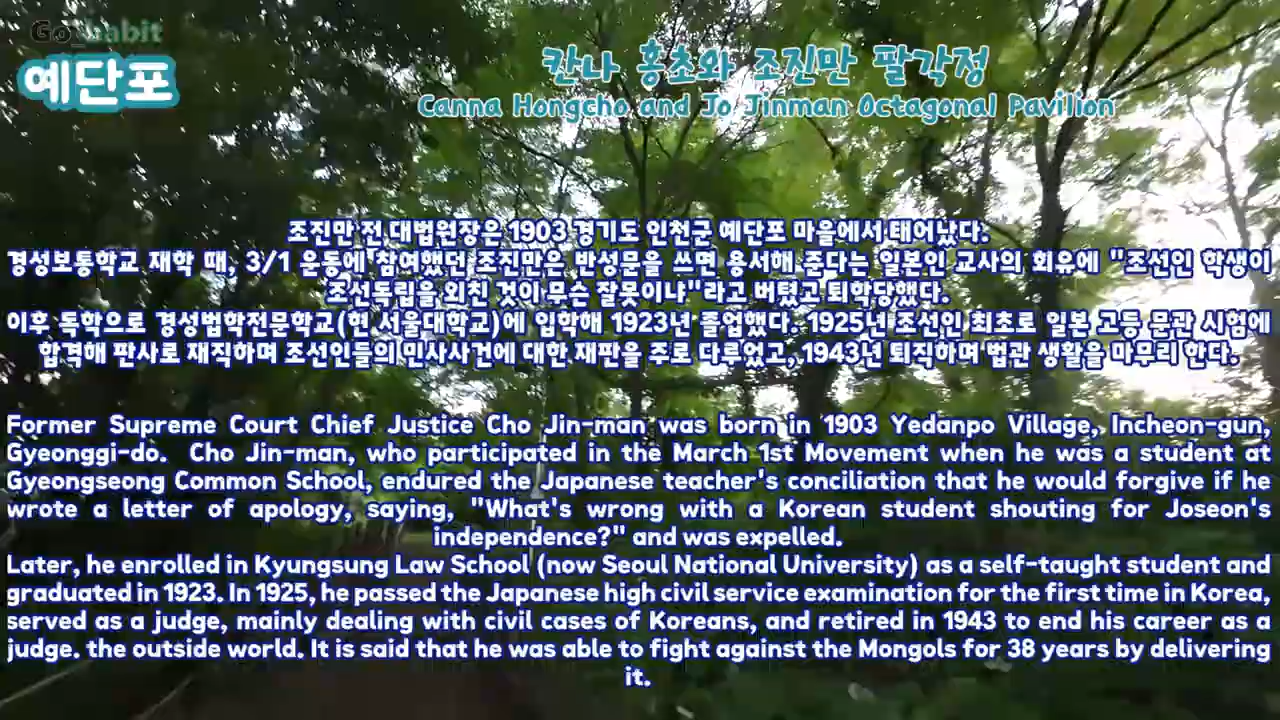 Go_habit
예단포
칸나 홍초와 조진만 팔각정
Canna Hongcho and Jo Jinman Octagonal Pavilion
조진만 전 대법원장은 1903 경기도 인천군 예단포 마을에서 태어났다.
경성보통학교 재학 때, 3/1 운동에 참여했던 조진만은 반성문을 쓰면 용서해 준다는 일본인 교사의 회유에 "조선인 학생이
조선독립을 외친 것이 무슨 잘못이냐"라고 버텼고 퇴학당했다.
이후 독학으로 경성법학전문학교(현 서울대학교)에 입학해 1923년 졸업했다. 1925년 조선인 최초로 일본 고등 문관 시험에
합격해 판사로 재직하며 조선인들의 민사사건에 대한 재판을 주로 다루었고, 1943년 퇴직하며 법관 생활을 마무리 한다.
Former Supreme Court Chief Justice Cho Jin-man was born in 1903 Yedanpo Village, Incheon-gun,
Gyeonggi-do. Cho Jin-man, who participated in the March 1st Movement when he was a student at
Gyeongseong Common School, endured the Japanese teacher's conciliation that he would forgive if he
wrote a letter of apology, saying, "What's wrong with a Korean student shouting for Joseon's
independence?" and was expelled.
Later, he enrolled in Kyungsung Law School (now Seoul National University) as a self-taught student and
graduated in 1923. In 1925, he passed the Japanese high civil service examination for the first time in Korea,
served as a judge, mainly dealing with civil cases of Koreans, and retired in 1943 to end his career as a
judge. the outside world. It is said that he was able to fight against the Mongols for 38 years by delivering
it.